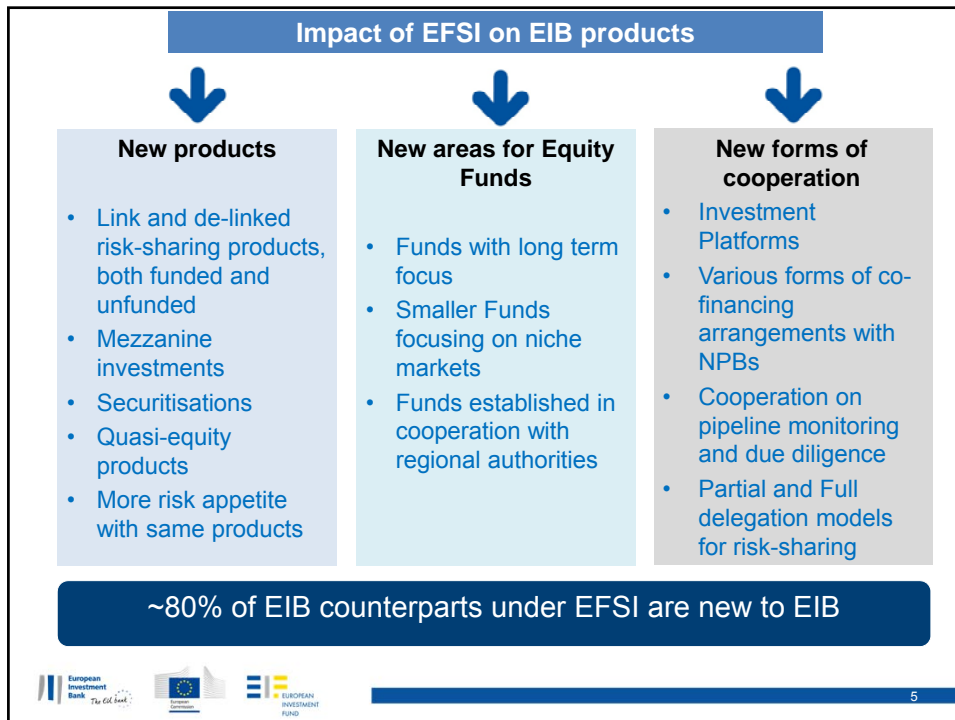 Impact of EFSI on EIB products
New products
• Link and de-linked
risk-sharing products,
both funded and
unfunded
• Mezzanine
investments
• Securitisations
• Quasi-equity
products
• More risk appetite
with same products
New areas for Equity
Funds
• Funds with long term
focus
• Smaller Funds
focusing on niche
markets
• Funds established in
cooperation with
regional authorities
New forms of
cooperation
• Investment
Platforms
• Various forms of co-
financing
arrangements with
NPBs
• Cooperation on
pipeline monitoring
and due diligence
• Partial and Full
delegation models
for risk-sharing
~80% of EIB counterparts under EFSI are new to EIB
European
Investment
Bank The EU bank
European
Commission
EIF EUROPEAN
INVESTMENT
FUND
5